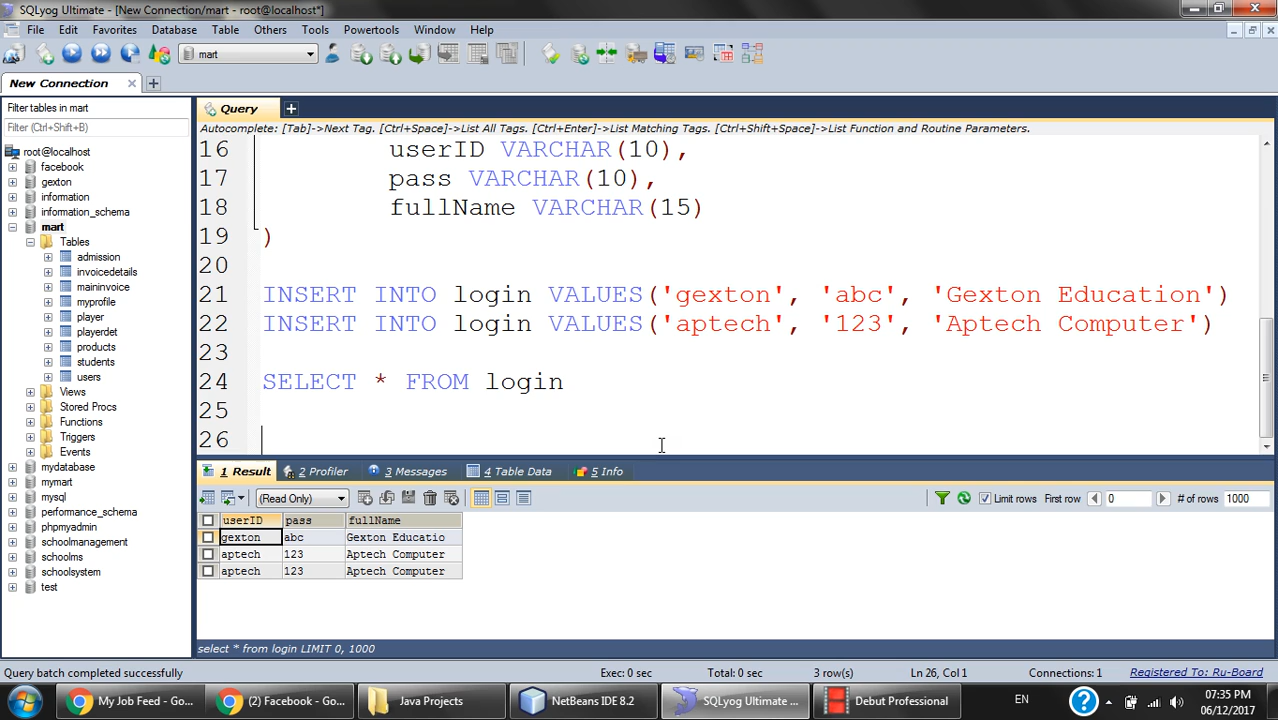 SQLyog Ultimate - [New Connection/mart - root@localhost*]
File Edit Favorites Database Table Others Tools Powertools Window Help
mart
New Connection
Filter tables in mart
Filter (Ctrl+Shift+B)
root@localhost
facebook
gexton
information
information_schema
mart
Tables
admission
invoicedetails
maininvoice
myprofile
player
playerdet
products
students
users
Views
Stored Procs
Functions
Triggers
Events
mydatabase
mymart
mysql
performance_schema
phpmyadmin
schoolmanagement
schoolms
schoolsystem
test
Query
Autocomplete: [Tab]->Next Tag. [Ctrl+Space]->List All Tags. [Ctrl+Enter]->List Matching Tags. [Ctrl+Shift+Space]->List Function and Routine Parameters.
16 userID VARCHAR(10),
17 pass VARCHAR(10),
18 fullName VARCHAR(15)
19 )
20
21 INSERT INTO login VALUES('gexton', 'abc', 'Gexton Education')
22 INSERT INTO login VALUES('aptech', '123', 'Aptech Computer')
23
24 SELECT * FROM login
25
26
1 Result 2 Profiler 3 Messages 4 Table Data 5 Info
(Read Only) Limit rows First row 0 # of rows 1000
userID pass fullName
gexton abc Gexton Educatio
aptech 123 Aptech Computer
aptech 123 Aptech Computer
select * from login LIMIT 0, 1000
Query batch completed successfully Exec: 0 sec Total: 0 sec 3 row(s) Ln 26, Col 1 Connections: 1 Registered To: Ru-Board
My Job Feed - Go... (2) Facebook - Goo... Java Projects NetBeans IDE 8.2 SQLyog Ultimate ... Debut Professional EN 07:35 PM
06/12/2017